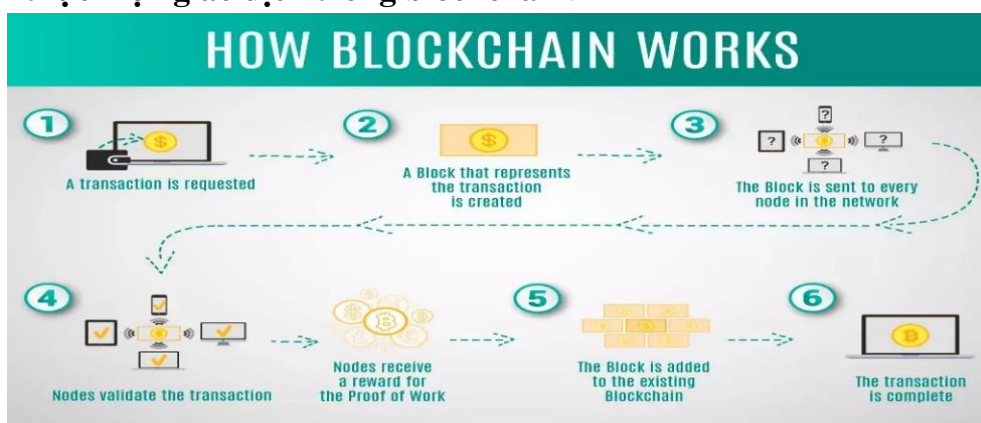 HOW BLOCKCHAIN WORKS
1
A transaction is requested
2
A Block that represents
the transaction
is created
3
The Block is sent to every
node in the network
4
Nodes validate the transaction
Nodes receive
a reward for
the Proof of Work
5
The Block is added
to the existing
Blockchain
6
The transaction
is complete